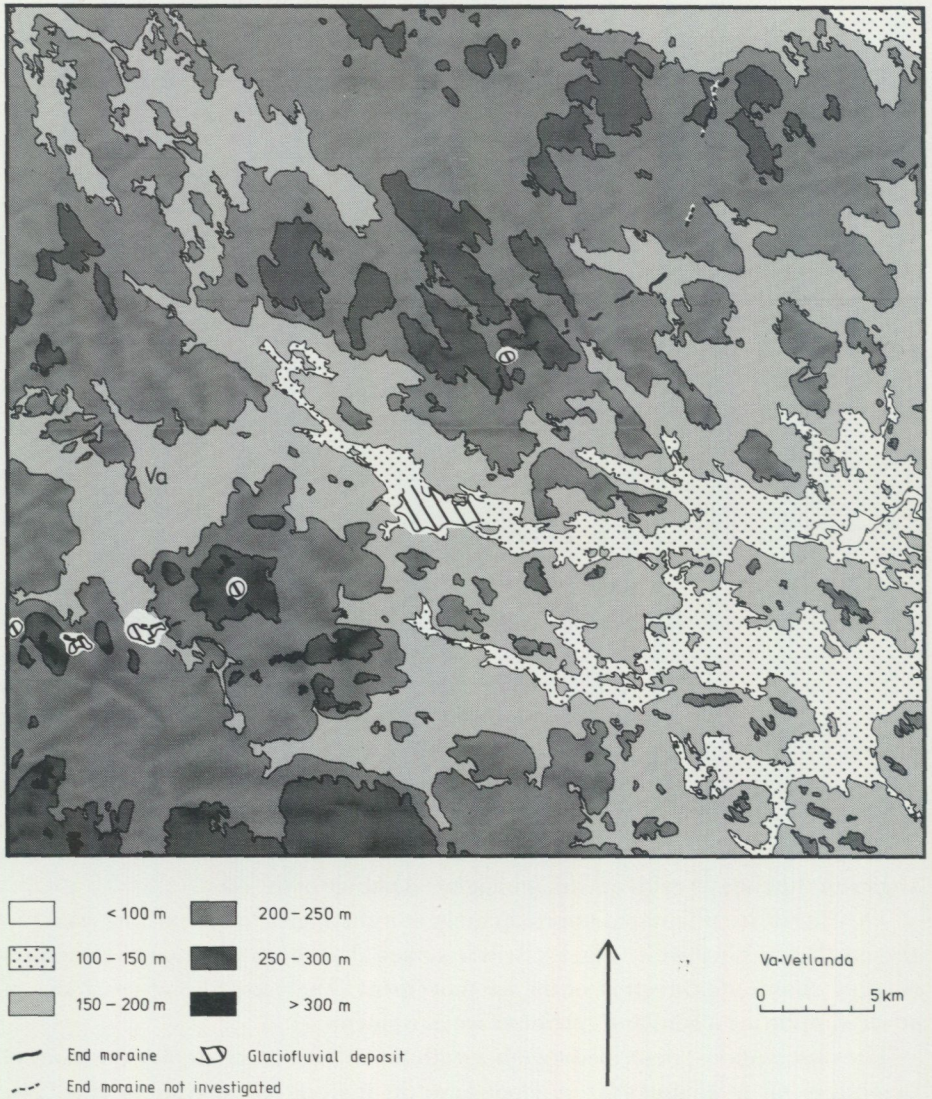 Va
< 100 m
200 – 250 m
100 – 150 m
250 – 300 m
150 – 200 m
> 300 m
End moraine
Glaciofluvial deposit
End moraine not investigated
Va-Vetlanda
0 5 km